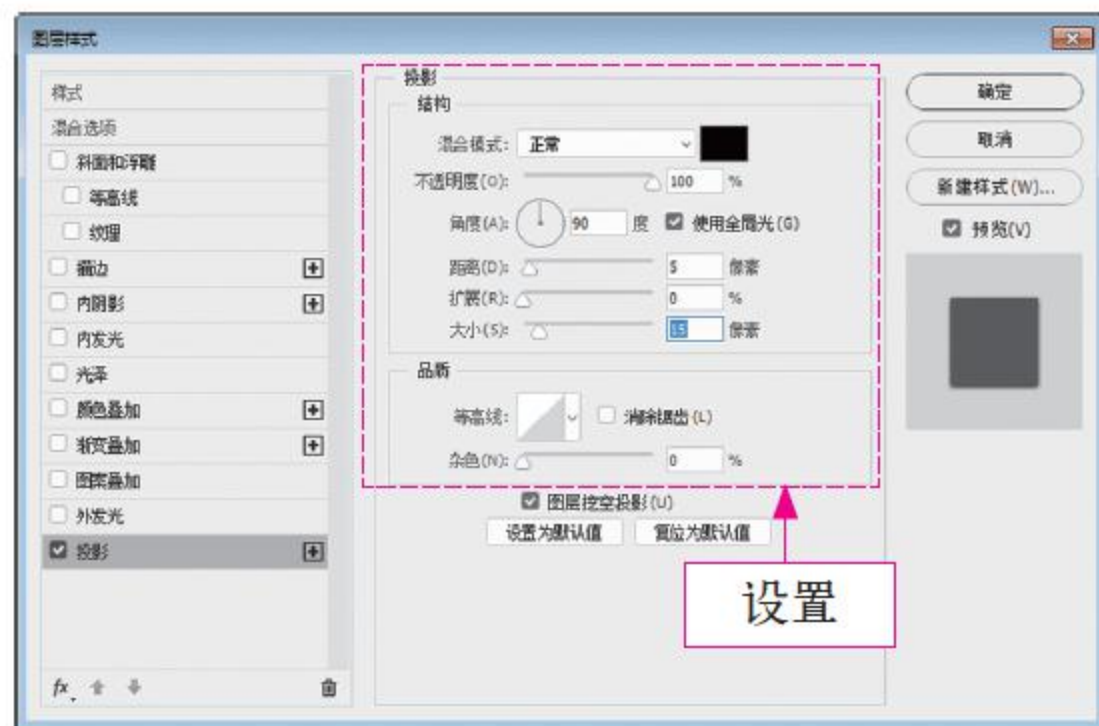 图层样式
样式
混合选项
斜面和浮雕
等高线
纹理
描边
内阴影
内发光
光泽
颜色叠加
渐变叠加
图案叠加
外发光
投影
fx
投影
结构
混合模式: 正常
不透明度(O): 100 %
角度(A): 90 度 使用全局光(G)
距离(D): 5 像素
扩展(R): 0 %
大小(S): 15 像素
品质
等高线: 消除锯齿(L)
杂色(N): 0 %
图层挖空投影(U)
设置为默认值 复位为默认值
设置
确定
取消
新建样式(W)...
预览(V)